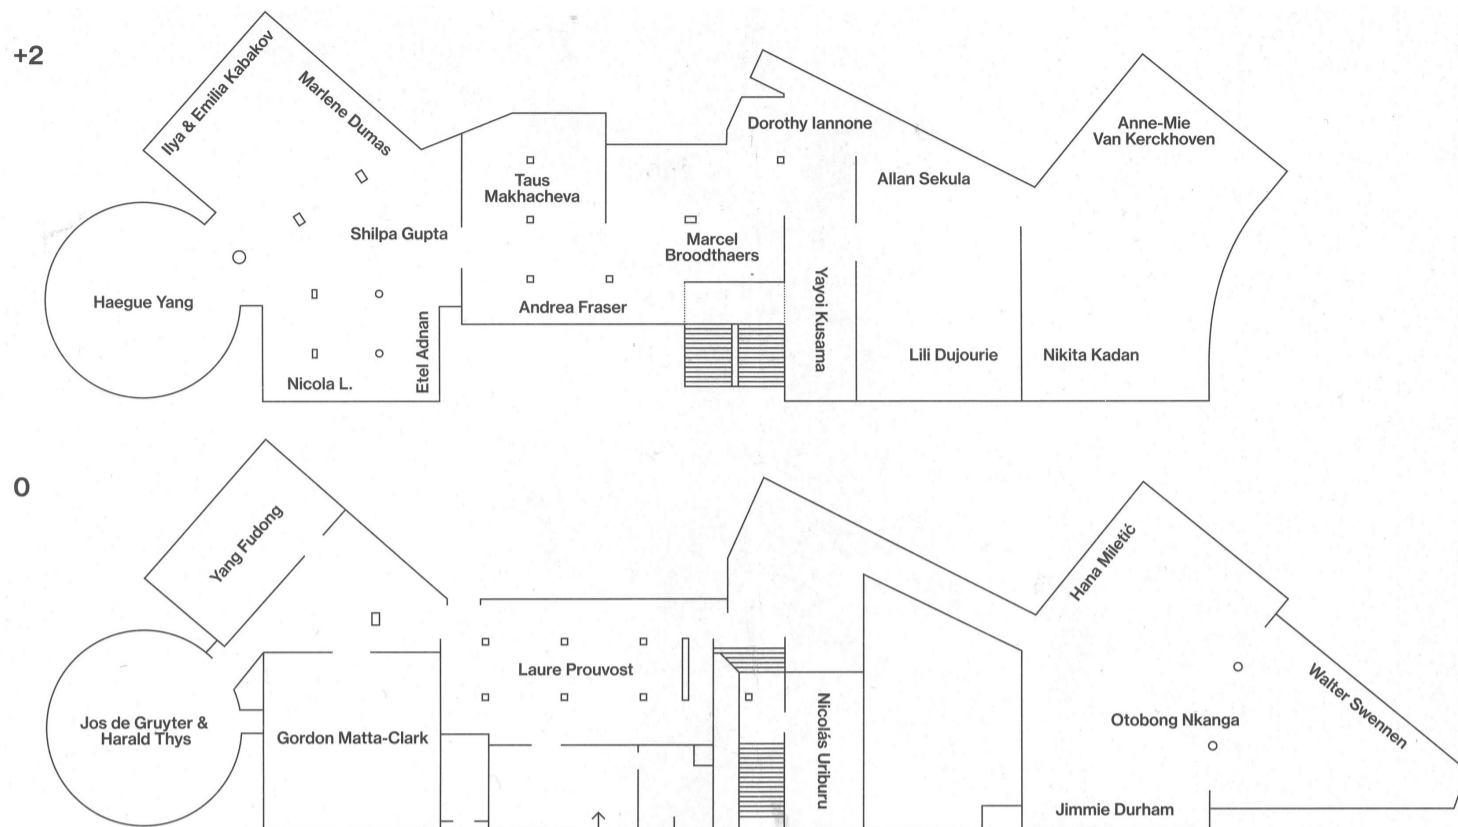 +2
Ilya & Emilia Kabakov
Marlene Dumas
Dorothy Iannone
Anne-Mie
Van Kerckhoven
Taus
Makhacheva
Allan Sekula
Shilpa Gupta
Marcel
Broodthaers
Haegue Yang
Andrea Fraser
Yayoi Kusama
Etel Adnan
Nicola L.
Lili Dujourie
Nikita Kadan
0
Yang Fudong
Hana Miletić
Laure Prouvost
Walter Swennen
Jos de Gruyter &
Harald Thys
Gordon Matta-Clark
Nicolás Uriburu
Otobong Nkanga
Jimmie Durham